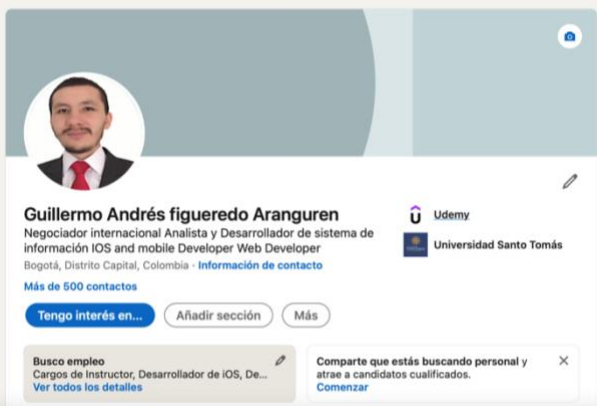 Guillermo Andrés figueredo Aranguren
Negociador internacional Analista y Desarrollador de sistema de
información IOS and mobile Developer Web Developer
Bogotá, Distrito Capital, Colombia · Información de contacto
Más de 500 contactos
Udemy
Universidad Santo Tomás
Tengo interés en...
Añadir sección
Más
Busco empleo
Cargos de Instructor, Desarrollador de iOS, De...
Ver todos los detalles
Comparte que estás buscando personal y
atrae a candidatos cualificados.
Comenzar